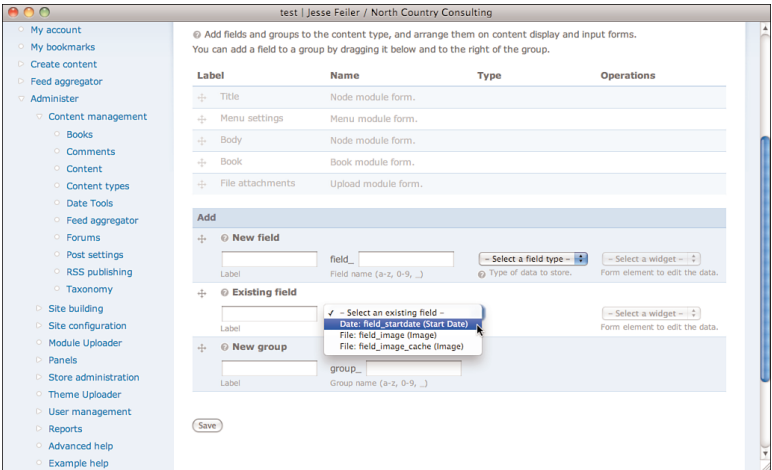 test | Jesse Feiler / North Country Consulting
My account
My bookmarks
Create content
Feed aggregator
Administer
Content management
Books
Comments
Content
Content types
Date Tools
Feed aggregator
Forums
Post settings
RSS publishing
Taxonomy
Site building
Site configuration
Module Uploader
Panels
Store administration
Theme Uploader
User management
Reports
Advanced help
Example help
Add fields and groups to the content type, and arrange them on content display and input forms.
You can add a field to a group by dragging it below and to the right of the group.
Label Name Type Operations
Title Node module form.
Menu settings Menu module form.
Body Node module form.
Book Book module form.
File attachments Upload module form.
Add
New field
field_ – Select a field type – – Select a widget –
Label Field name (a-z, 0-9, _) Type of data to store. Form element to edit the data.
Existing field
✓ – Select an existing field – – Select a widget –
Date: field_startdate (Start Date)
Label Form element to edit the data.
File: field_image (Image)
File: field_image_cache (Image)
New group
group_
Label Group name (a-z, 0-9, _)
Save